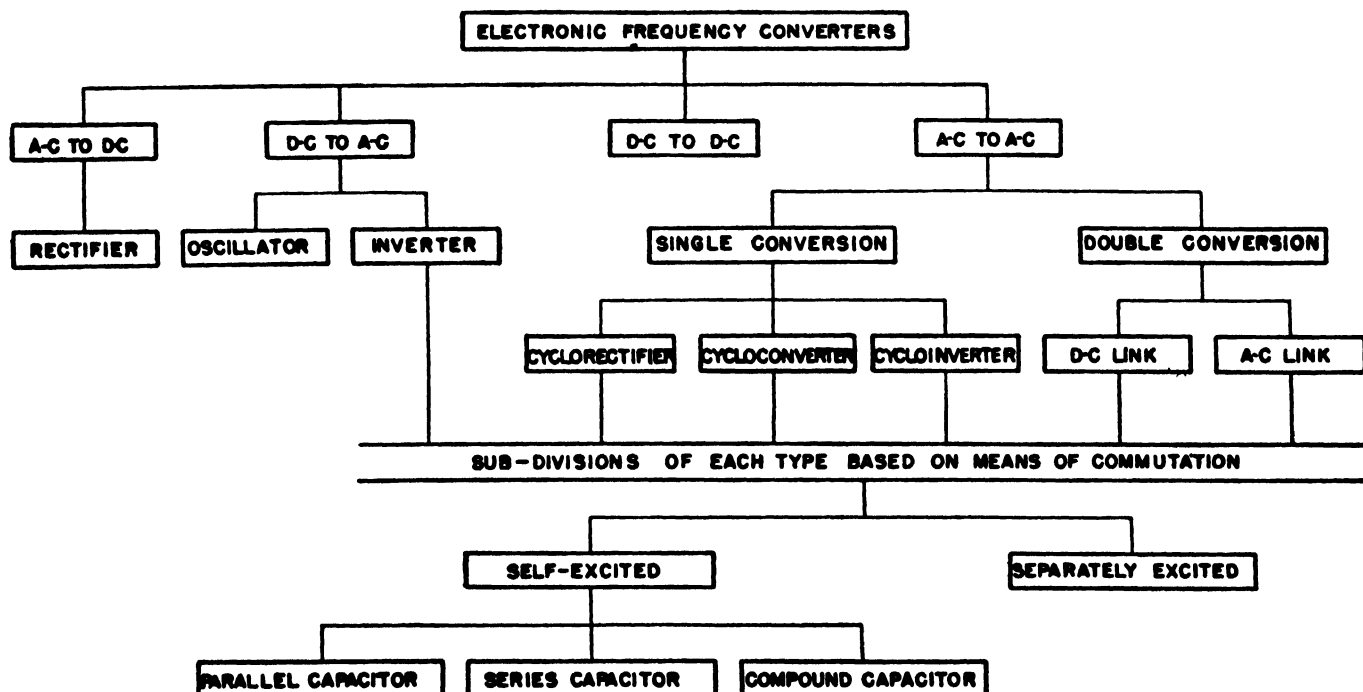 ELECTRONIC FREQUENCY CONVERTERS
A-C TO DC
D-C TO A-C
D-C TO D-C
A-C TO A-C
RECTIFIER
OSCILLATOR
INVERTER
SINGLE CONVERSION
DOUBLE CONVERSION
CYCLORECTIFIER
CYCLOCONVERTER
CYCLOINVERTER
D-C LINK
A-C LINK
SUB-DIVISIONS OF EACH TYPE BASED ON MEANS OF COMMUTATION
SELF-EXCITED
SEPARATELY EXCITED
PARALLEL CAPACITOR
SERIES CAPACITOR
COMPOUND CAPACITOR